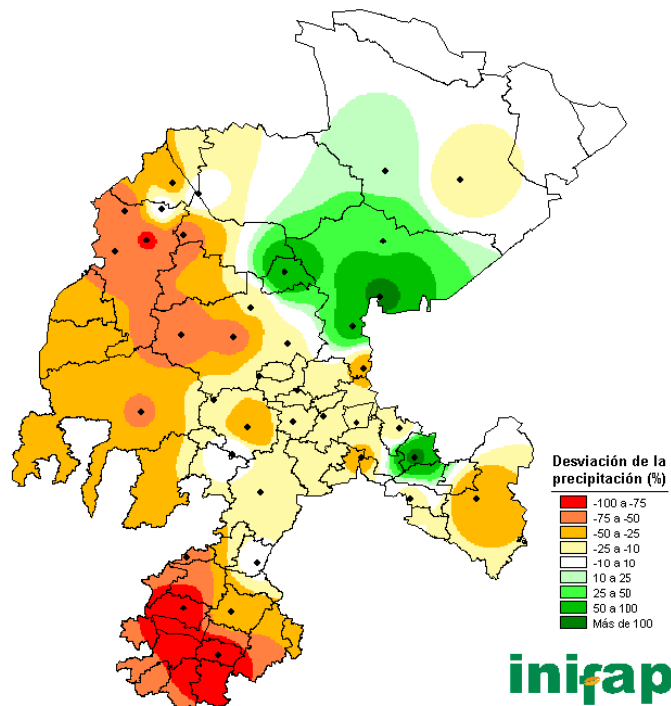 Desviación de la
precipitación (%)
-100 a -75
-75 a -50
-50 a -25
-25 a -10
-10 a 10
10 a 25
25 a 50
50 a 100
Más de 100
inifap